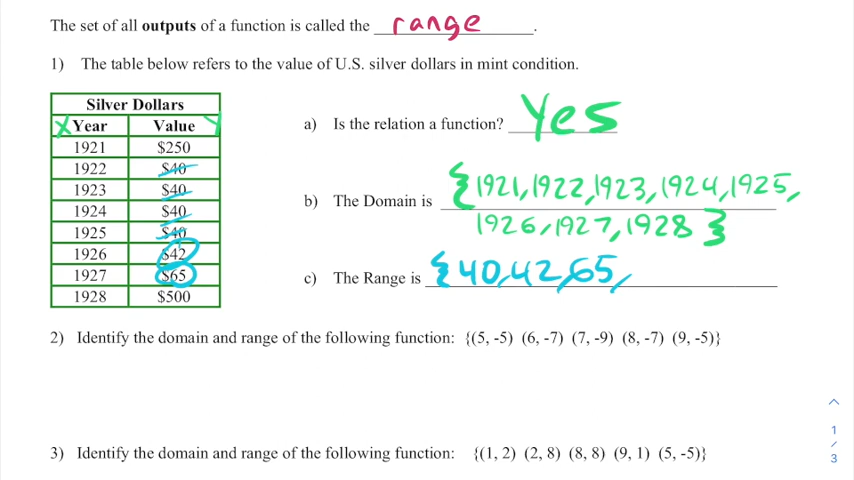 The set of all outputs of a function is called the range.
1) The table below refers to the value of U.S. silver dollars in mint condition.
Silver Dollars
X Year Value Y
1921 $250
1922 $40
1923 $40
1924 $40
1925 $40
1926 $42
1927 $65
1928 $500
a) Is the relation a function? Yes
b) The Domain is {1921, 1922, 1923, 1924, 1925,
1926, 1927, 1928}
c) The Range is {40, 42, 65,
2) Identify the domain and range of the following function: {(5, -5) (6, -7) (7, -9) (8, -7) (9, -5)}
3) Identify the domain and range of the following function: {(1, 2) (2, 8) (8, 8) (9, 1) (5, -5)}
1
/
3